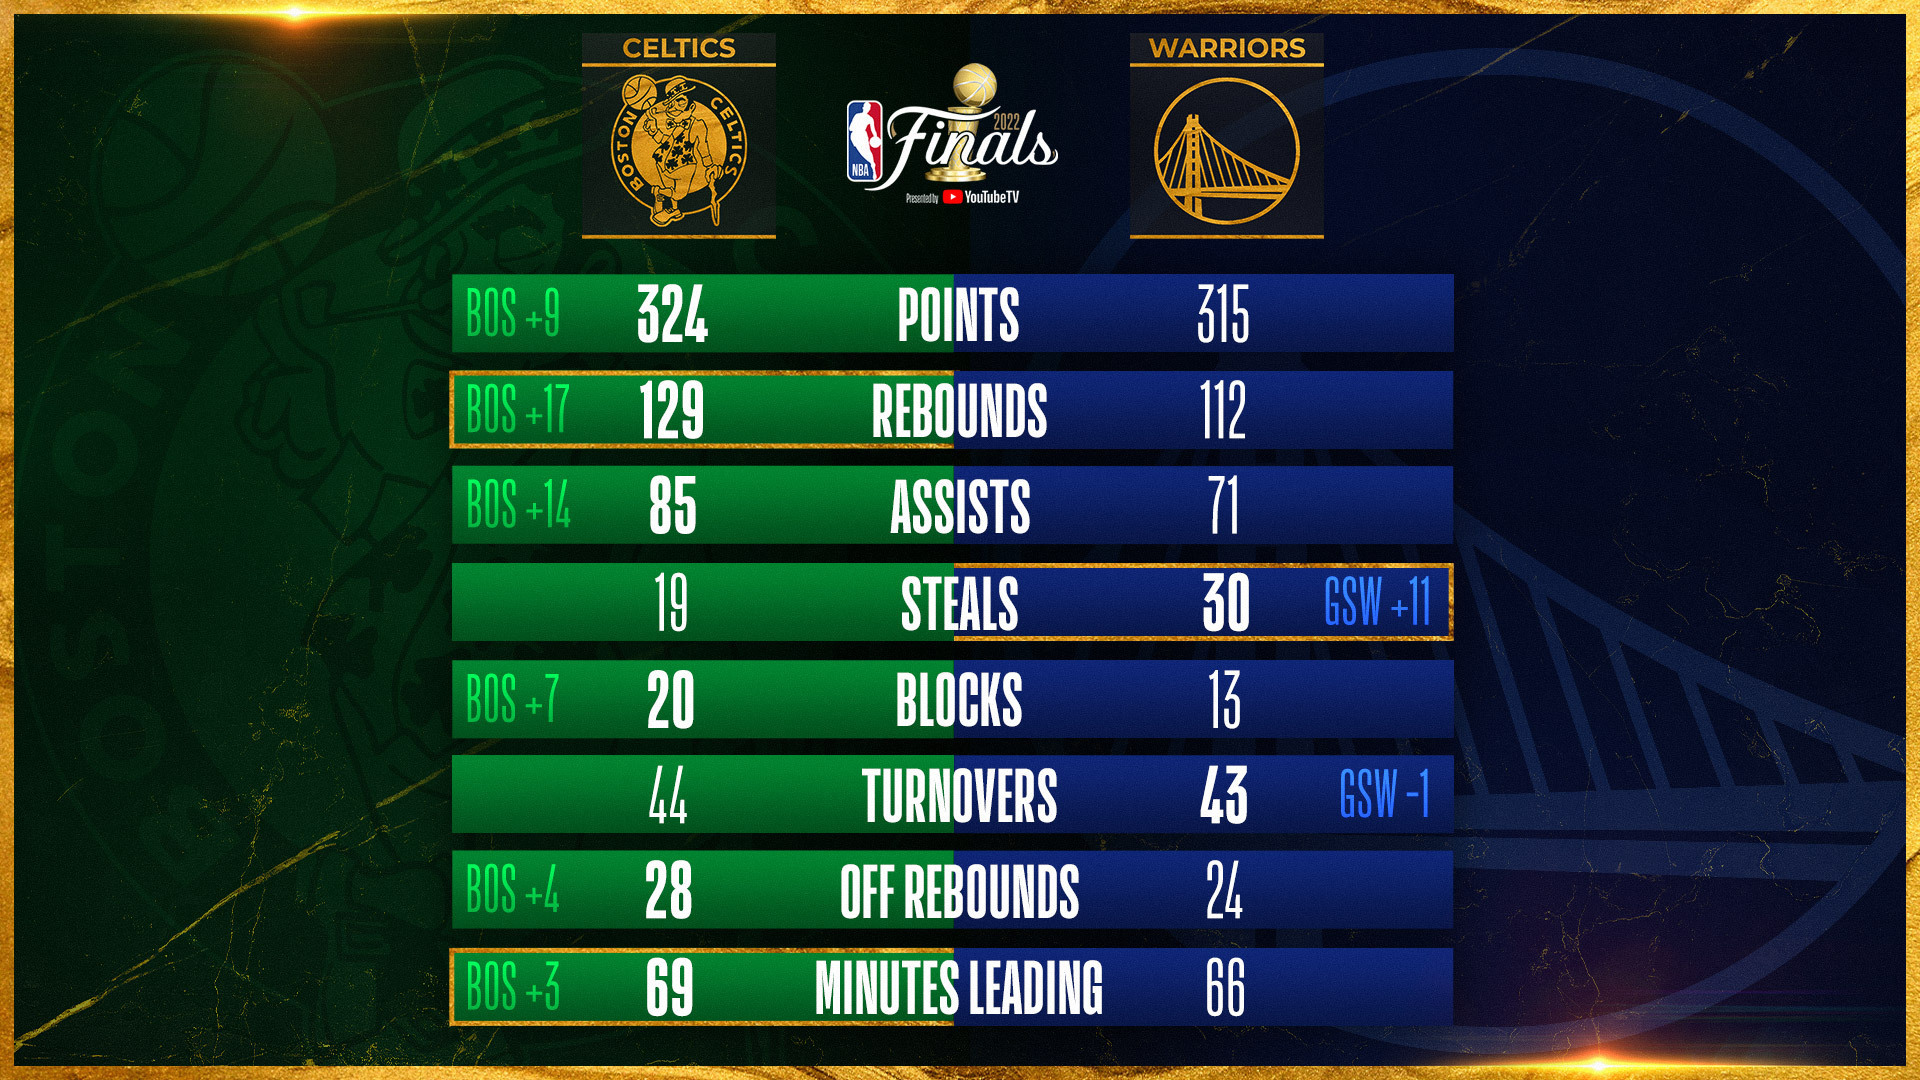 CELTICS
WARRIORS
BOSTON CELTICS
NBA
2022
Finals
Presented by YouTubeTV
BOS +9 324 POINTS 315
BOS +17 129 REBOUNDS 112
BOS +14 85 ASSISTS 71
19 STEALS 30 GSW +11
BOS +7 20 BLOCKS 13
44 TURNOVERS 43 GSW -1
BOS +4 28 OFF REBOUNDS 24
BOS +3 69 MINUTES LEADING 66
BOSTON